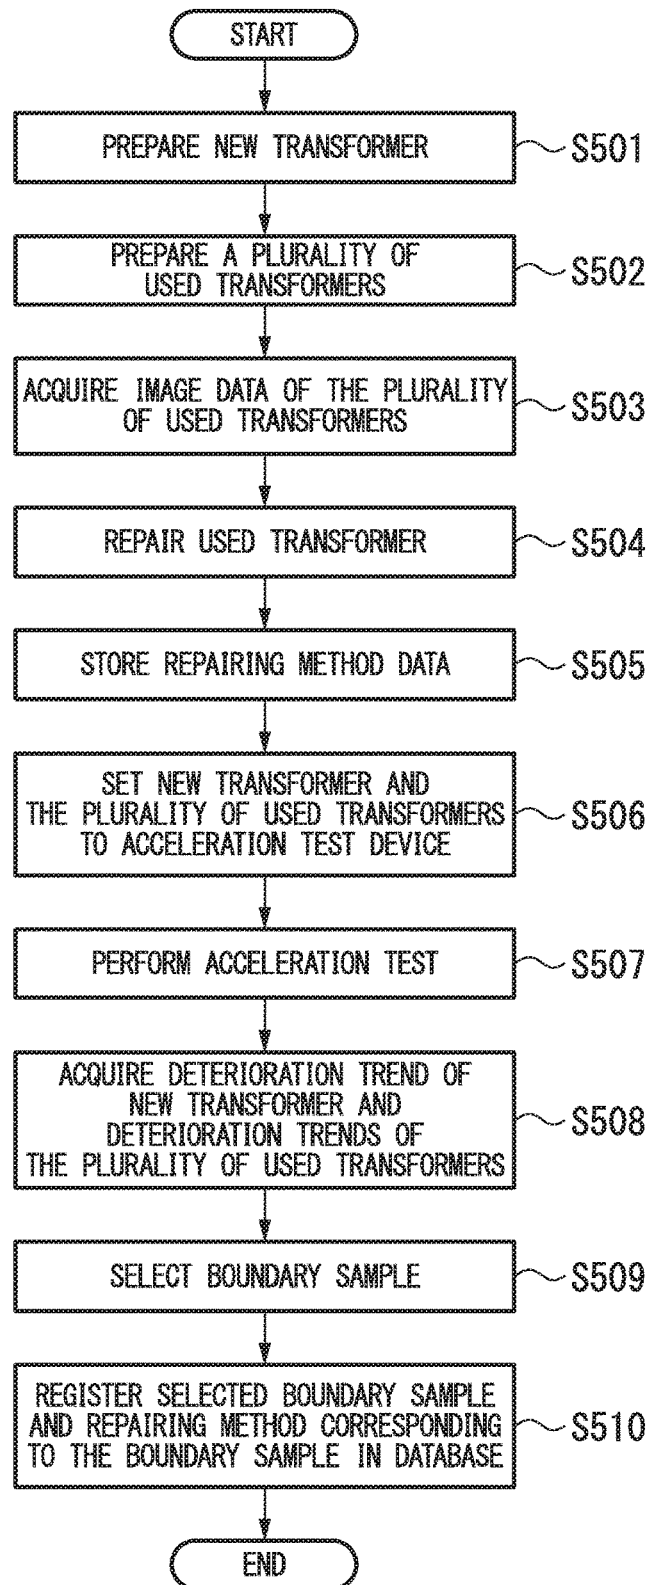 START
PREPARE NEW TRANSFORMER
S501
PREPARE A PLURALITY OF
USED TRANSFORMERS
S502
ACQUIRE IMAGE DATA OF THE PLURALITY
OF USED TRANSFORMERS
S503
REPAIR USED TRANSFORMER
S504
STORE REPAIRING METHOD DATA
S505
SET NEW TRANSFORMER AND
THE PLURALITY OF USED TRANSFORMERS
TO ACCELERATION TEST DEVICE
S506
PERFORM ACCELERATION TEST
S507
ACQUIRE DETERIORATION TREND OF
NEW TRANSFORMER AND
DETERIORATION TRENDS OF
THE PLURALITY OF USED TRANSFORMERS
S508
SELECT BOUNDARY SAMPLE
S509
REGISTER SELECTED BOUNDARY SAMPLE
AND REPAIRING METHOD CORRESPONDING
TO THE BOUNDARY SAMPLE IN DATABASE
S510
END